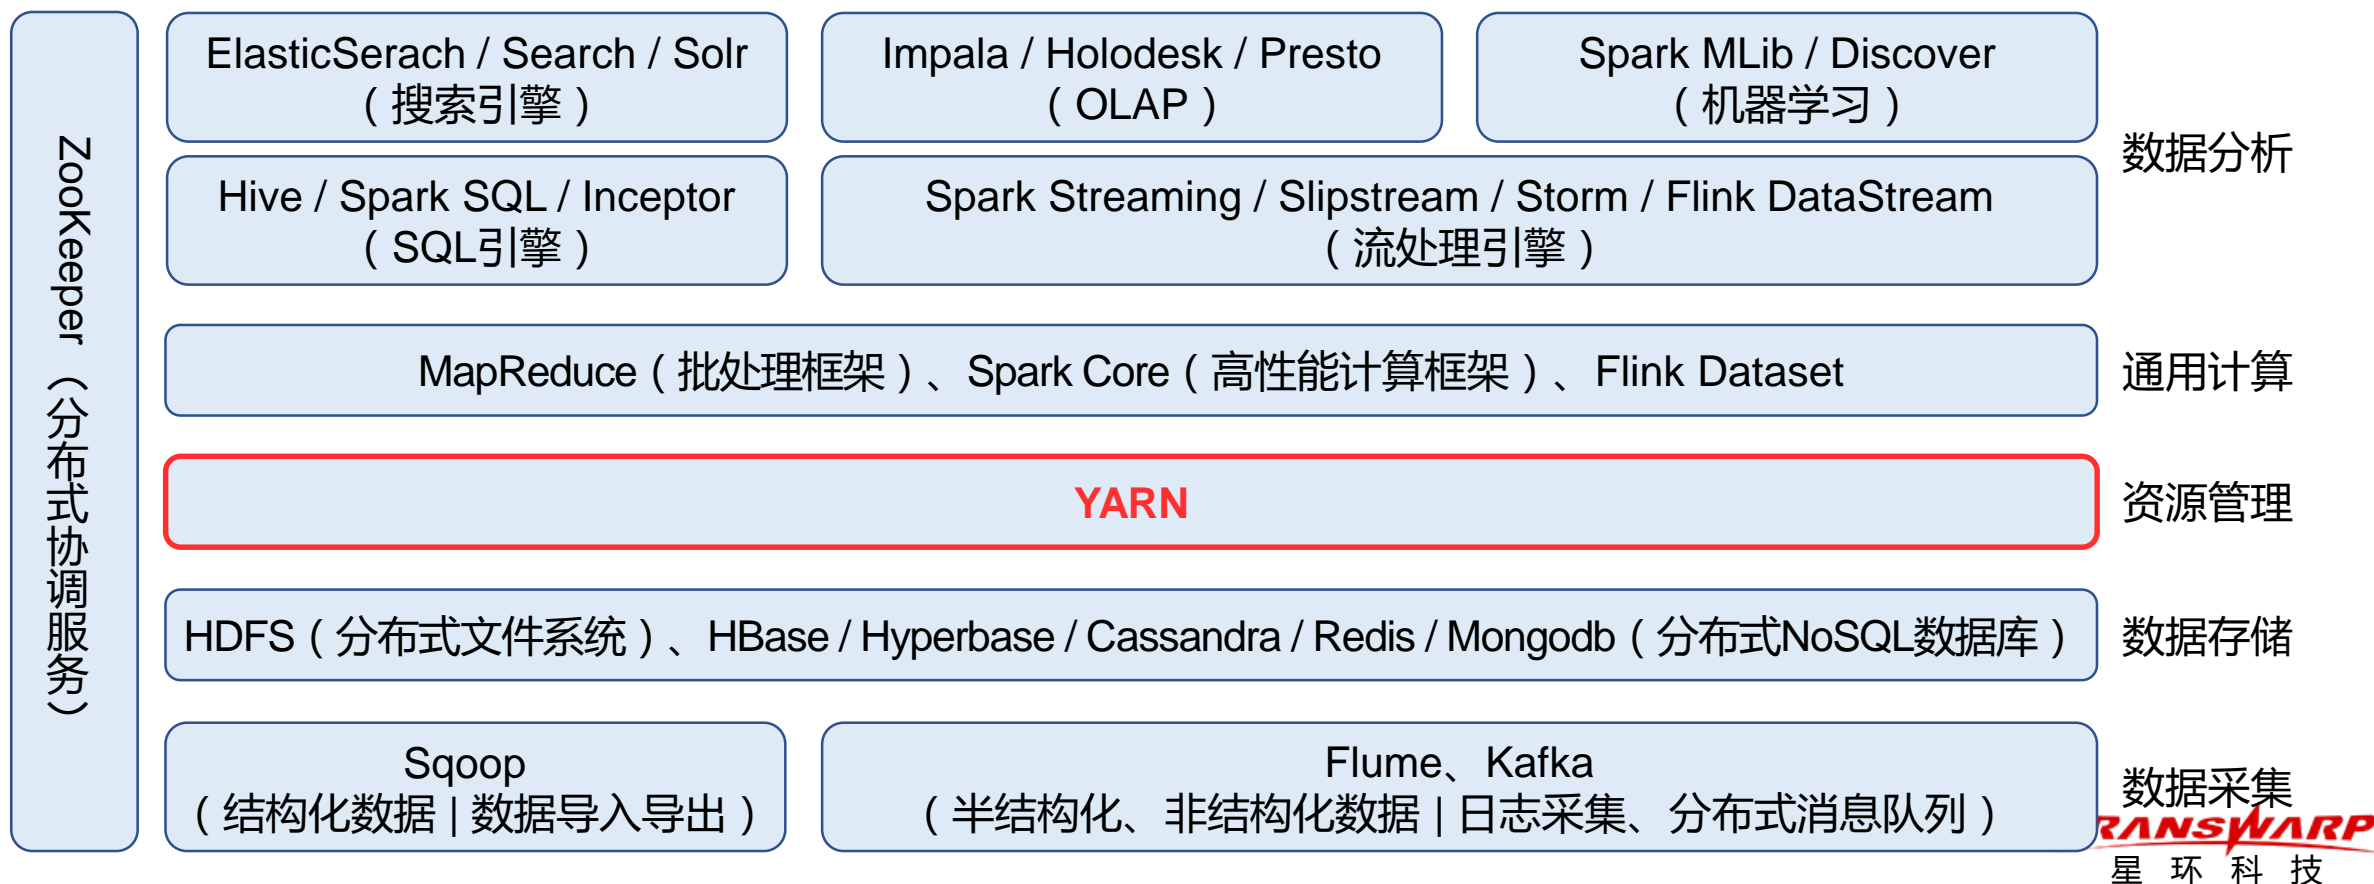 ZooKeeper（分布式协调服务）
ElasticSerach / Search / Solr
（搜索引擎）
Impala / Holodesk / Presto
（OLAP）
Spark MLib / Discover
（机器学习）
Hive / Spark SQL / Inceptor
（SQL引擎）
Spark Streaming / Slipstream / Storm / Flink DataStream
（流处理引擎）
数据分析
MapReduce（批处理框架）、Spark Core（高性能计算框架）、Flink Dataset
通用计算
YARN
资源管理
HDFS（分布式文件系统）、HBase / Hyperbase / Cassandra / Redis / Mongodb（分布式NoSQL数据库）
数据存储
Sqoop
（结构化数据 | 数据导入导出）
Flume、Kafka
（半结构化、非结构化数据 | 日志采集、分布式消息队列）
数据采集
RANSWARP
星环科技